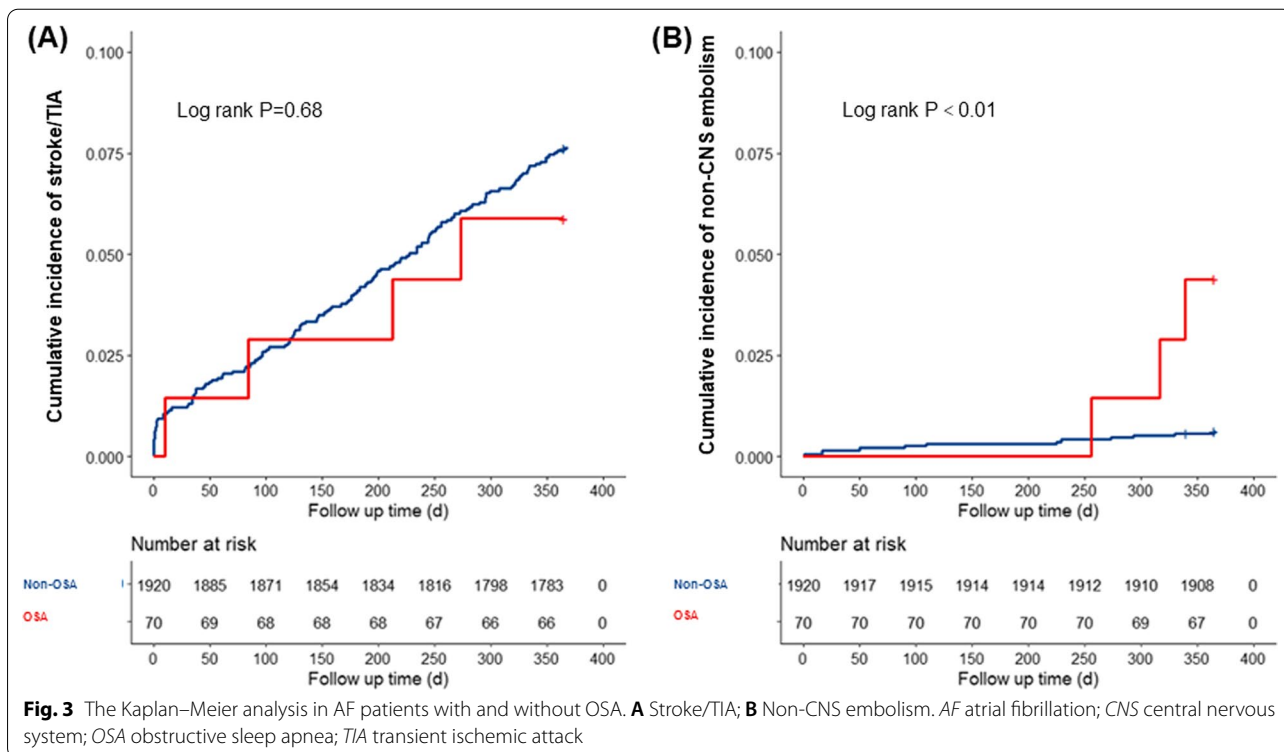 (A)
Cumulative incidence of stroke/TIA
0.100
0.075
0.050
0.025
0.000
Log rank P=0.68
0 50 100 150 200 250 300 350 400
Follow up time (d)
Number at risk
Non-OSA 1920 1885 1871 1854 1834 1816 1798 1783 0
OSA 70 69 68 68 68 67 66 66 0
0 50 100 150 200 250 300 350 400
Follow up time (d)
(B)
Cumulative incidence of non-CNS embolism
0.100
0.075
0.050
0.025
0.000
Log rank P < 0.01
0 50 100 150 200 250 300 350 400
Follow up time (d)
Number at risk
Non-OSA 1920 1917 1915 1914 1914 1912 1910 1908 0
OSA 70 70 70 70 70 70 69 67 0
0 50 100 150 200 250 300 350 400
Follow up time (d)
Fig. 3 The Kaplan–Meier analysis in AF patients with and without OSA. A Stroke/TIA; B Non-CNS embolism. AF atrial fibrillation; CNS central nervous
system; OSA obstructive sleep apnea; TIA transient ischemic attack